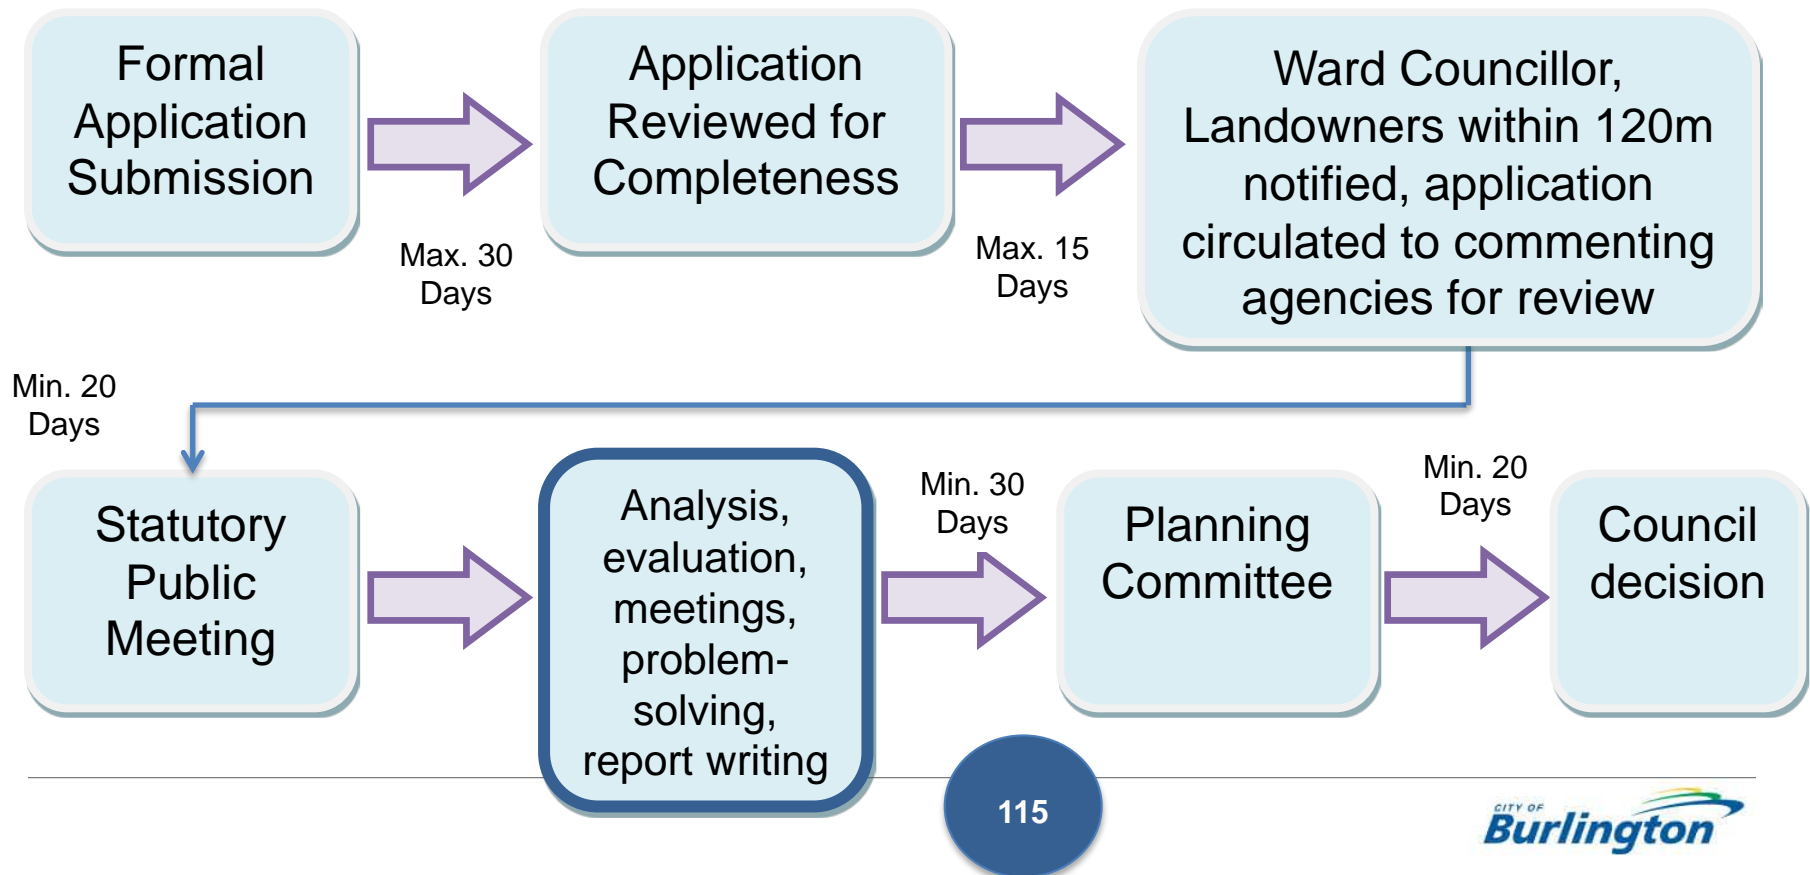 Formal
Application
Submission
Max. 30
Days
Application
Reviewed for
Completeness
Max. 15
Days
Ward Councillor,
Landowners within 120m
notified, application
circulated to commenting
agencies for review
Min. 20
Days
Statutory
Public
Meeting
Analysis,
evaluation,
meetings,
problem-
solving,
report writing
Min. 30
Days
Planning
Committee
Min. 20
Days
Council
decision
115
CITY OF
Burlington